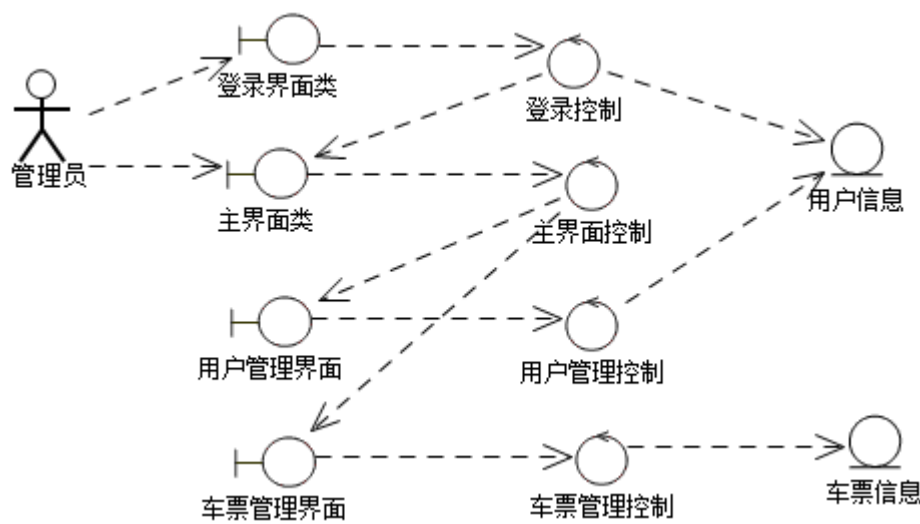 登录界面类
登录控制
管理员
用户信息
主界面类
主界面控制
用户管理界面
用户管理控制
车票管理界面
车票管理控制
车票信息